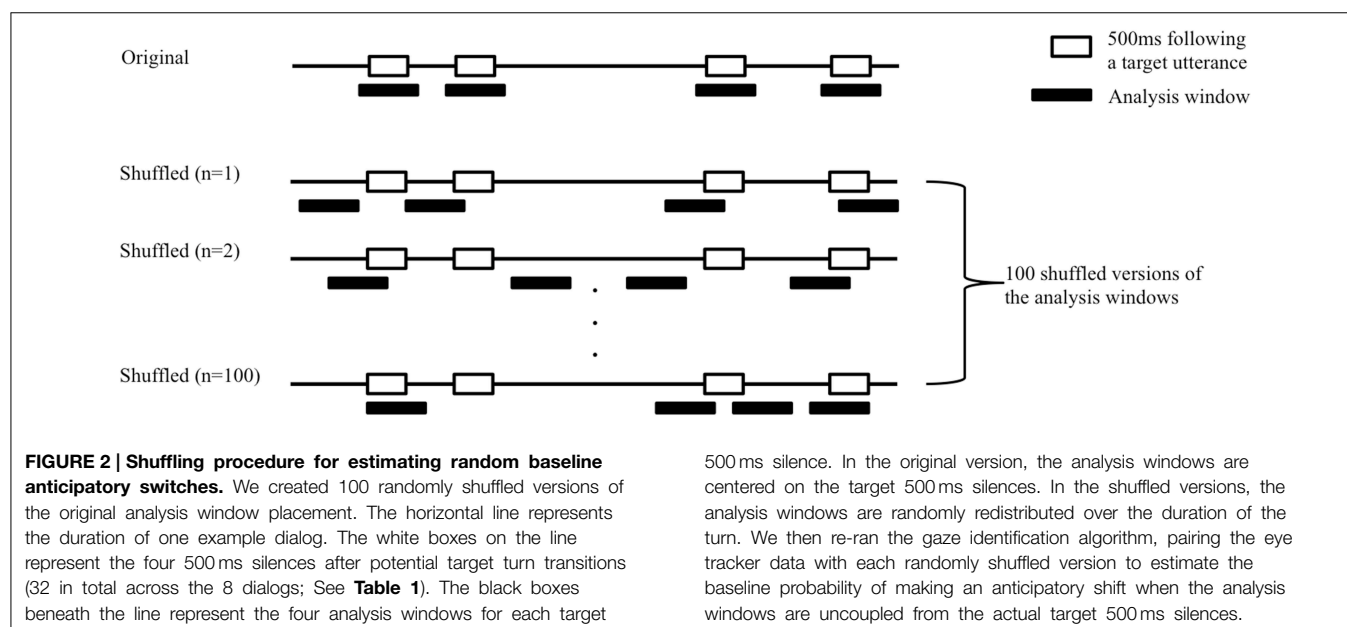 Original
500ms following
a target utterance
Analysis window
Shuffled (n=1)
Shuffled (n=2)
100 shuffled versions of
the analysis windows
Shuffled (n=100)
FIGURE 2 | Shuffling procedure for estimating random baseline
anticipatory switches. We created 100 randomly shuffled versions of
the original analysis window placement. The horizontal line represents
the duration of one example dialog. The white boxes on the line
represent the four 500 ms silences after potential target turn transitions
(32 in total across the 8 dialogs; See Table 1). The black boxes
beneath the line represent the four analysis windows for each target
500 ms silence. In the original version, the analysis windows are
centered on the target 500 ms silences. In the shuffled versions, the
analysis windows are randomly redistributed over the duration of the
turn. We then re-ran the gaze identification algorithm, pairing the eye
tracker data with each randomly shuffled version to estimate the
baseline probability of making an anticipatory shift when the analysis
windows are uncoupled from the actual target 500 ms silences.